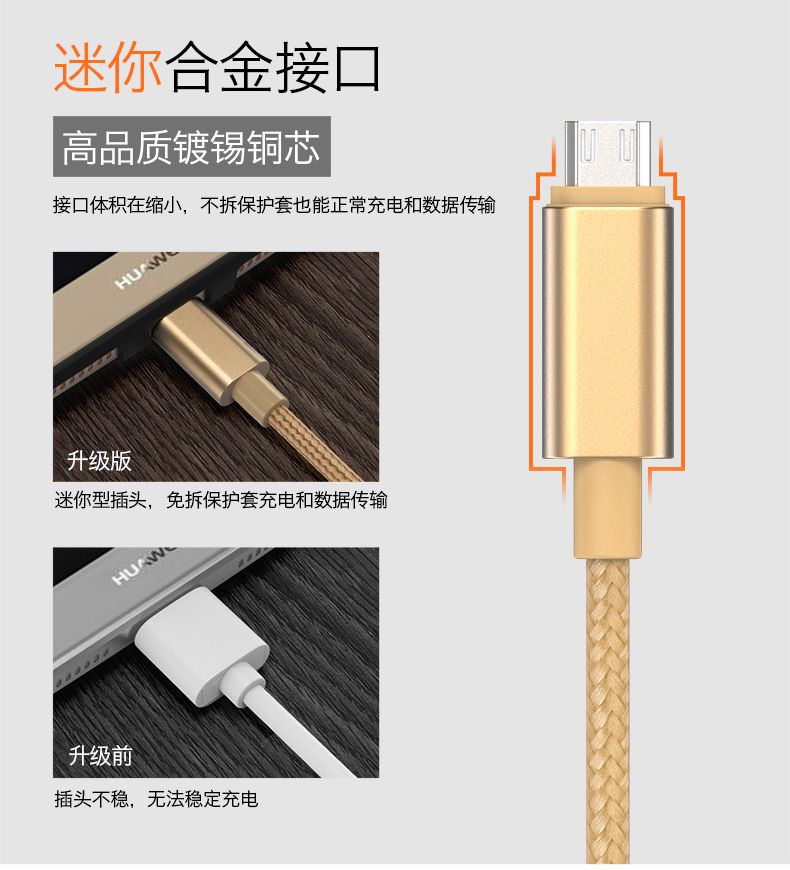 迷你合金接口
高品质镀锡铜芯
接口体积在缩小，不拆保护套也能正常充电和数据传输
HUAWE
升级版
迷你型插头，免拆保护套充电和数据传输
HUAWE
升级前
插头不稳，无法稳定充电